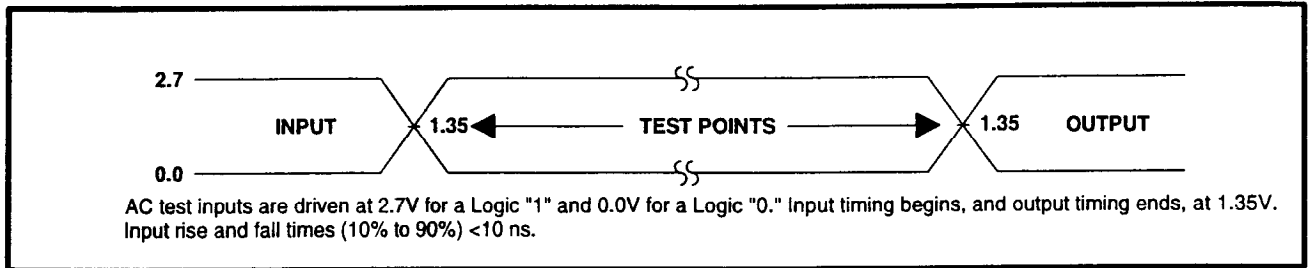 2.7
INPUT 1.35 TEST POINTS 1.35 OUTPUT
0.0
AC test inputs are driven at 2.7V for a Logic "1" and 0.0V for a Logic "0." Input timing begins, and output timing ends, at 1.35V.
Input rise and fall times (10% to 90%) <10 ns.